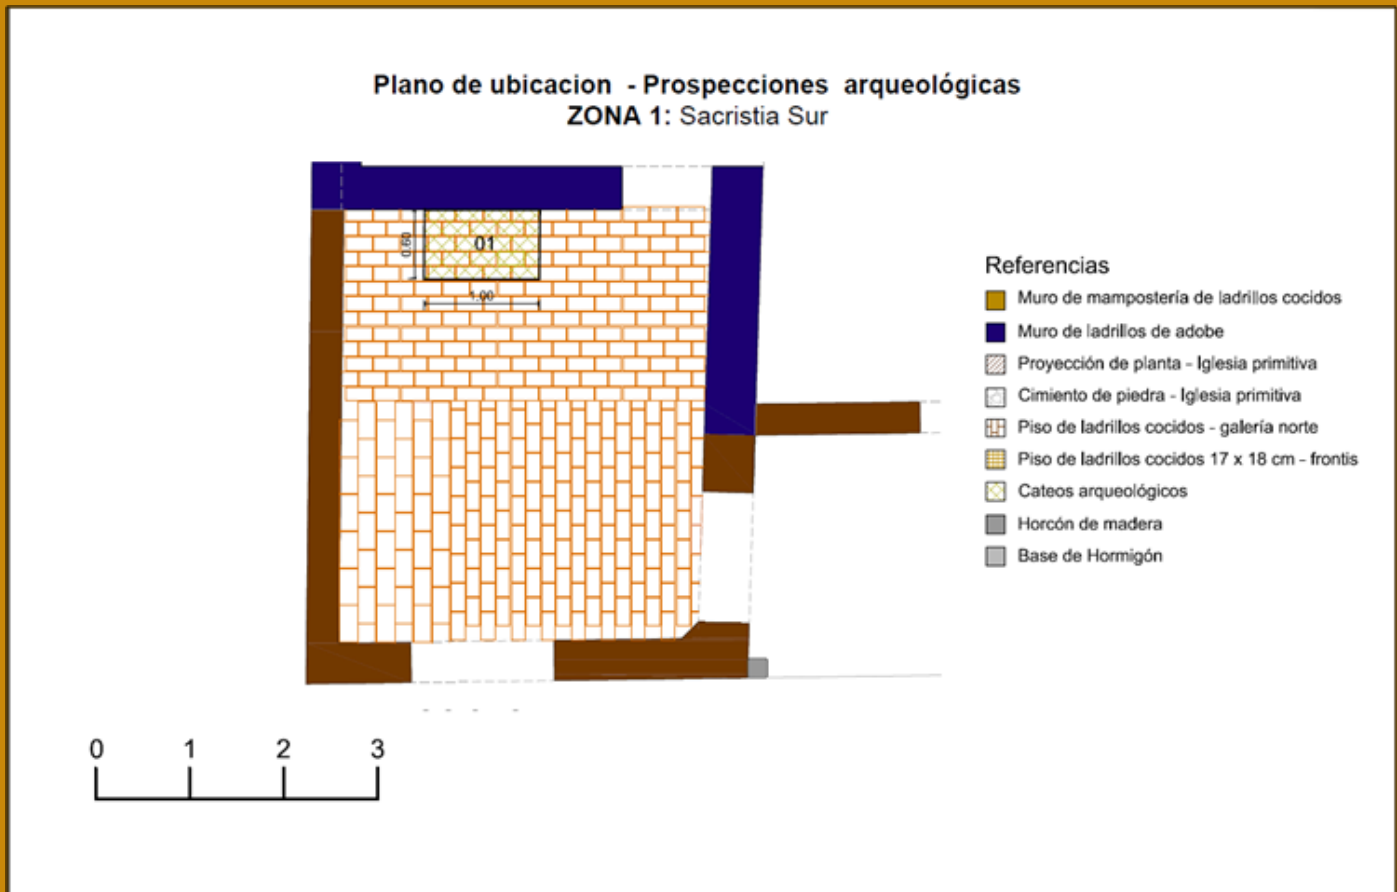 Plano de ubicacion - Prospecciones arqueológicas
ZONA 1: Sacristia Sur
01
0.60
1.00
Referencias
Muro de mampostería de ladrillos cocidos
Muro de ladrillos de adobe
Proyección de planta - Iglesia primitiva
Cimiento de piedra - Iglesia primitiva
Piso de ladrillos cocidos - galería norte
Piso de ladrillos cocidos 17 x 18 cm - frontis
Cateos arqueológicos
Horcón de madera
Base de Hormigón
0 1 2 3